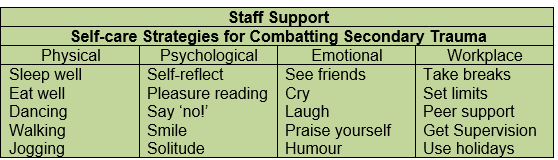 Staff Support
Self-care Strategies for Combatting Secondary Trauma
Physical Psychological Emotional Workplace
Sleep well Self-reflect See friends Take breaks
Eat well Pleasure reading Cry Set limits
Dancing Say ‘no!’ Laugh Peer support
Walking Smile Praise yourself Get Supervision
Jogging Solitude Humour Use holidays